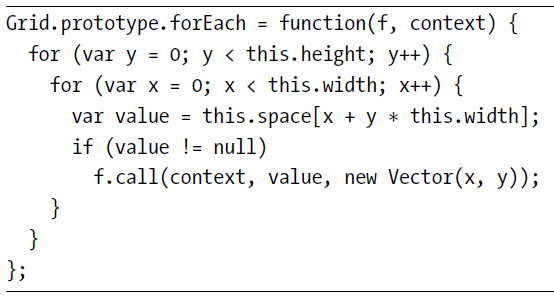 Grid.prototype.forEach = function(f, context) {
  for (var y = 0; y < this.height; y++) {
    for (var x = 0; x < this.width; x++) {
      var value = this.space[x + y * this.width];
      if (value != null)
        f.call(context, value, new Vector(x, y));
    }
  }
};